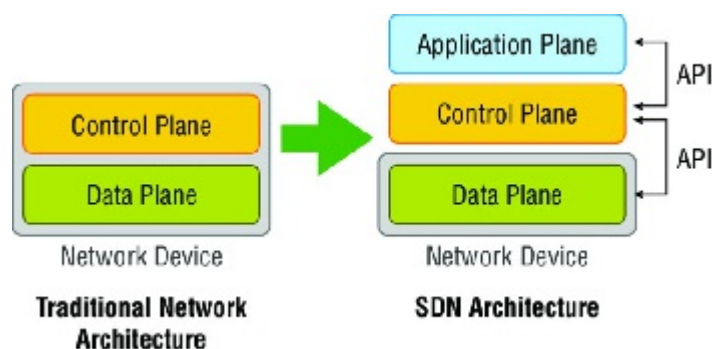 Control Plane
Data Plane
Network Device
Traditional Network
Architecture
Application Plane
Control Plane
Data Plane
Network Device
API
API
SDN Architecture